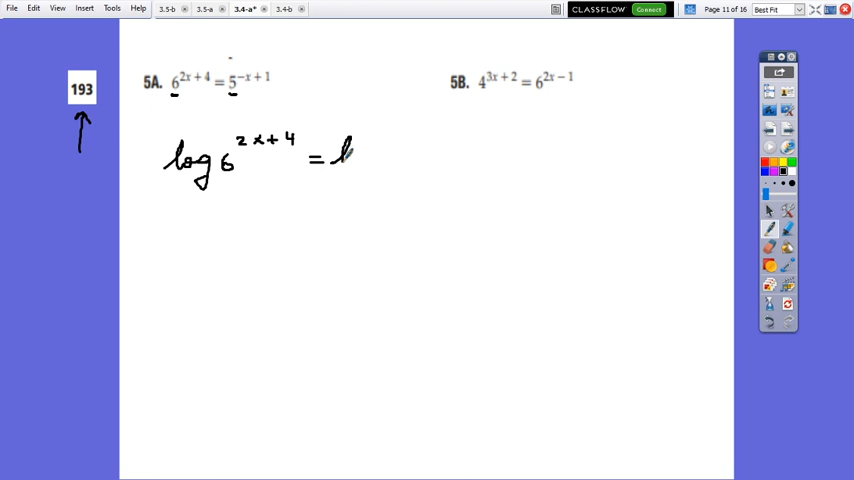 File Edit View Insert Tools Help 3.5-b 3.5-a 3.4-a* 3.4-b CLASSFLOW Connect Page 11 of 16 Best Fit
193
5A. 6^{2x + 4} = 5^{−x + 1}
5B. 4^{3x + 2} = 6^{2x − 1}
log 6^{2x+4} = l